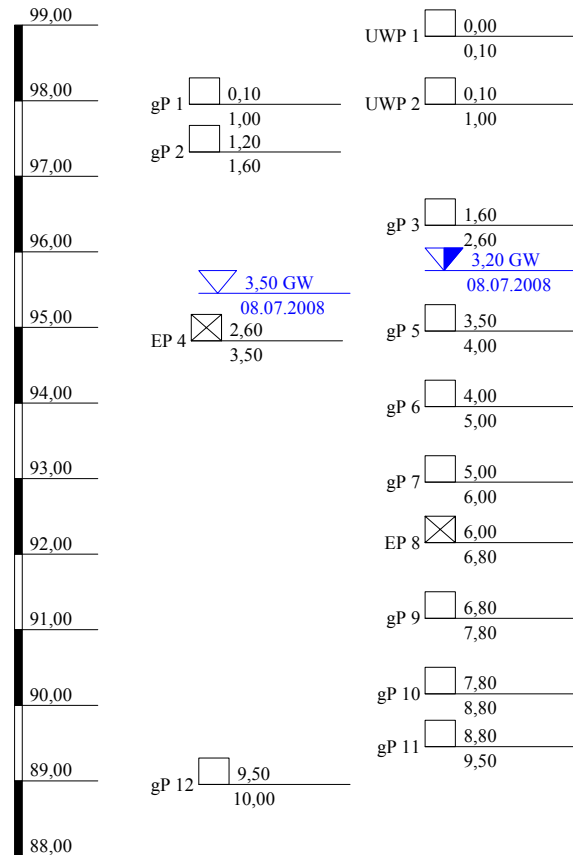 99,00
UWP 1 0,00
0,10
98,00
gP 1 0,10
1,00
UWP 2 0,10
1,00
gP 2 1,20
1,60
97,00
gP 3 1,60
2,60
96,00
3,20 GW
08.07.2008
3,50 GW
08.07.2008
95,00
EP 4 2,60
3,50
gP 5 3,50
4,00
94,00
gP 6 4,00
5,00
93,00
gP 7 5,00
6,00
92,00
EP 8 6,00
6,80
91,00
gP 9 6,80
7,80
90,00
gP 10 7,80
8,80
gP 11 8,80
9,50
89,00
gP 12 9,50
10,00
88,00